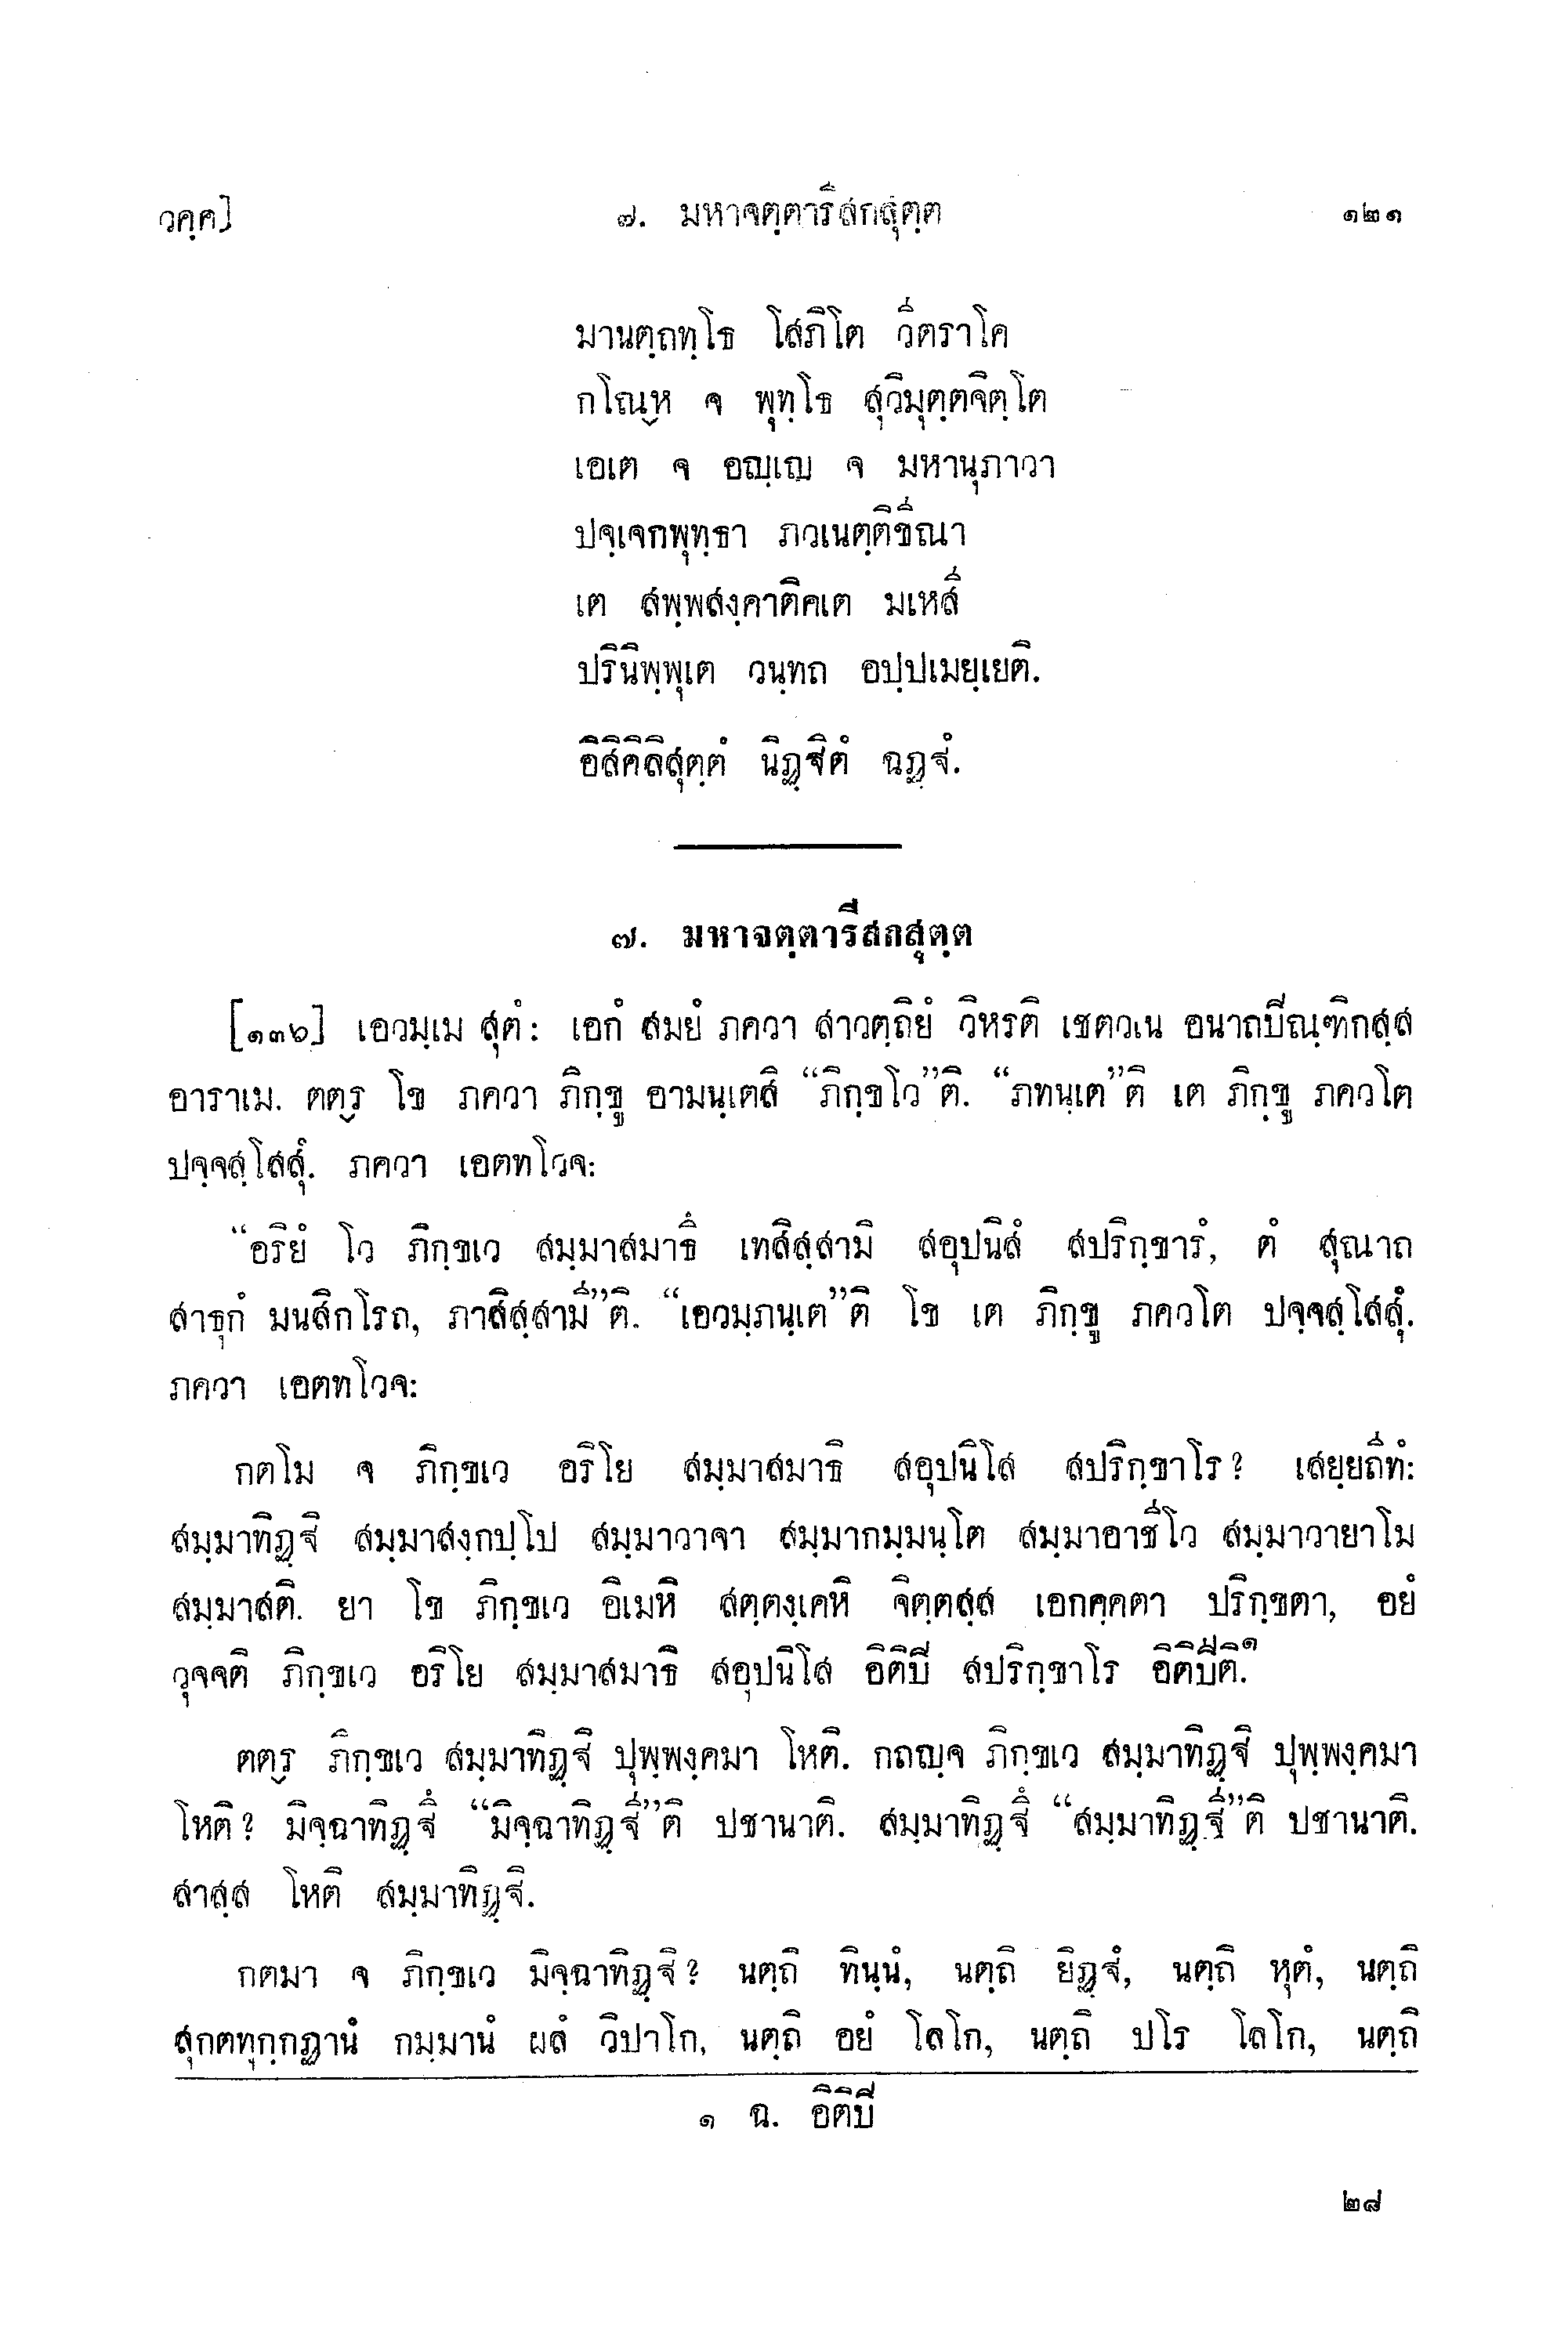 วคฺค]	๗. มหาจตฺตารีสกสุตฺต	๑๒๑
มานตฺถทฺโธ โสภิโต วีตราโค
กโณฺห จ พุทฺโธ สุวิมุตฺตจิตฺโต
เอเต จ อญฺเญ จ มหานุภาวา
ปจฺเจกพุทฺธา ภวเนตฺติขีณา
เต สพฺพสงฺคาติคเต มเหสี
ปรินิพฺพุเต วนฺทถ อปฺปเมยฺเยติ.
อิสิคิลิสุตฺตํ นิฏฺฐิตํ ฉฏฺฐํ.
๗. มหาจตฺตารีสกสุตฺต
[๑๓๖] เอวมฺเม สุตํ: เอกํ สมยํ ภควา สาวตฺถิยํ วิหรติ เชตวเน อนาถปิณฺฑิกสฺส
อาราเม. ตตฺร โข ภควา ภิกฺขู อามนฺเตสิ “ภิกฺขโว”ติ. “ภทนฺเต”ติ เต ภิกฺขู ภควโต
ปจฺจสฺโสสุํ. ภควา เอตทโวจ:
“อริยํ โว ภิกฺขเว สมฺมาสมาธึ เทสิสฺสามิ สอุปนิสํ สปริกฺขารํ, ตํ สุณาถ
สาธุกํ มนสิกโรถ, ภาสิสฺสามี”ติ. “เอวมฺภนฺเต”ติ โข เต ภิกฺขู ภควโต ปจฺจสฺโสสุํ.
ภควา เอตทโวจ:
กตโม จ ภิกฺขเว อริโย สมฺมาสมาธิ สอุปนิโส สปริกฺขาโร? เสยฺยถีทํ:
สมฺมาทิฏฺฐิ สมฺมาสงฺกปฺโป สมฺมาวาจา สมฺมากมฺมนฺโต สมฺมาอาชีโว สมฺมาวายาโม
สมฺมาสติ. ยา โข ภิกฺขเว อิเมหิ สตฺตงฺเคหิ จิตฺตสฺส เอกคฺคตา ปริกฺขตา, อยํ
วุจฺจติ ภิกฺขเว อริโย สมฺมาสมาธิ สอุปนิโส อิติปิ สปริกฺขาโร อิติปีติ.๑
ตตฺร ภิกฺขเว สมฺมาทิฏฺฐิ ปุพฺพงฺคมา โหติ. กถญฺจ ภิกฺขเว สมฺมาทิฏฺฐิ ปุพฺพงฺคมา
โหติ? มิจฺฉาทิฏฺฐึ “มิจฺฉาทิฏฺฐี”ติ ปชานาติ. สมฺมาทิฏฺฐึ “สมฺมาทิฏฺฐี”ติ ปชานาติ.
สาสฺส โหติ สมฺมาทิฏฺฐิ.
กตมา จ ภิกฺขเว มิจฺฉาทิฏฺฐิ? นตฺถิ ทินฺนํ, นตฺถิ ยิฏฺฐํ, นตฺถิ หุตํ, นตฺถิ
สุกตทุกฺกฏานํ กมฺมานํ ผลํ วิปาโก, นตฺถิ อยํ โลโก, นตฺถิ ปโร โลโก, นตฺถิ
๑ ฉ. อิติปิ
๒๘